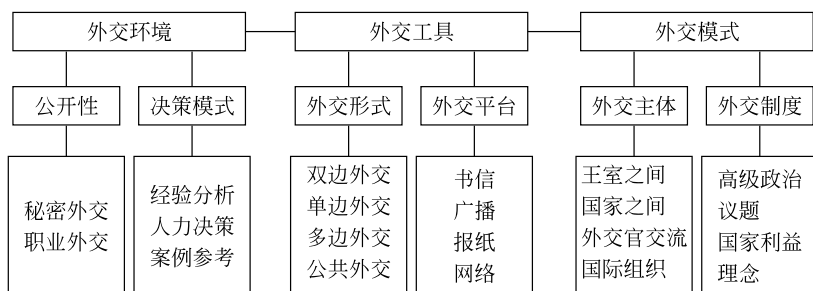 外交环境
外交工具
外交模式
公开性
决策模式
外交形式
外交平台
外交主体
外交制度
秘密外交
职业外交
经验分析
人力决策
案例参考
双边外交
单边外交
多边外交
公共外交
书信
广播
报纸
网络
王室之间
国家之间
外交官交流
国际组织
高级政治
议题
国家利益
理念